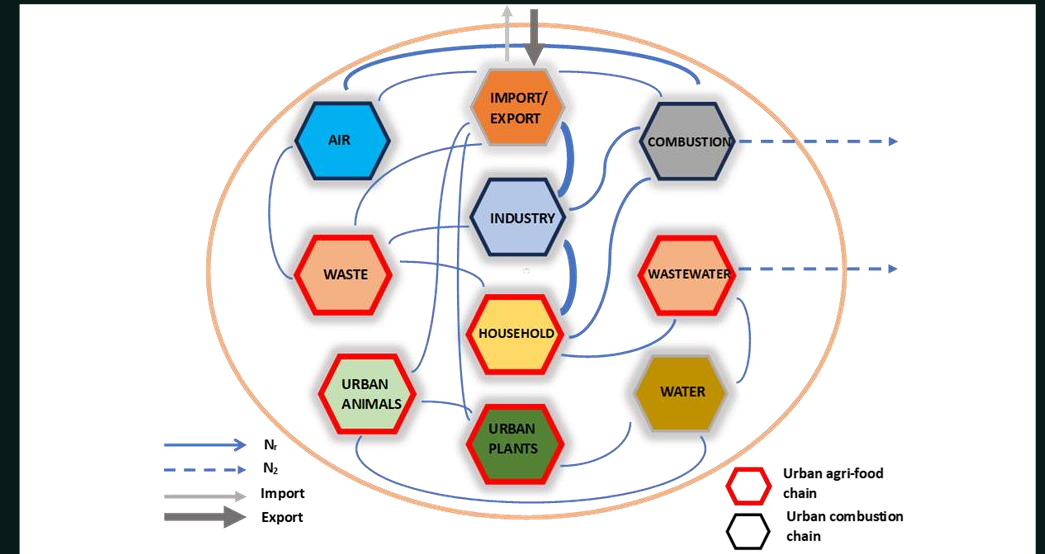 IMPORT/
EXPORT
AIR
COMBUSTION
INDUSTRY
WASTE
WASTEWATER
HOUSEHOLD
URBAN
ANIMALS
WATER
URBAN
PLANTS
Nr
N2
Import
Export
Urban agri-food
chain
Urban combustion
chain